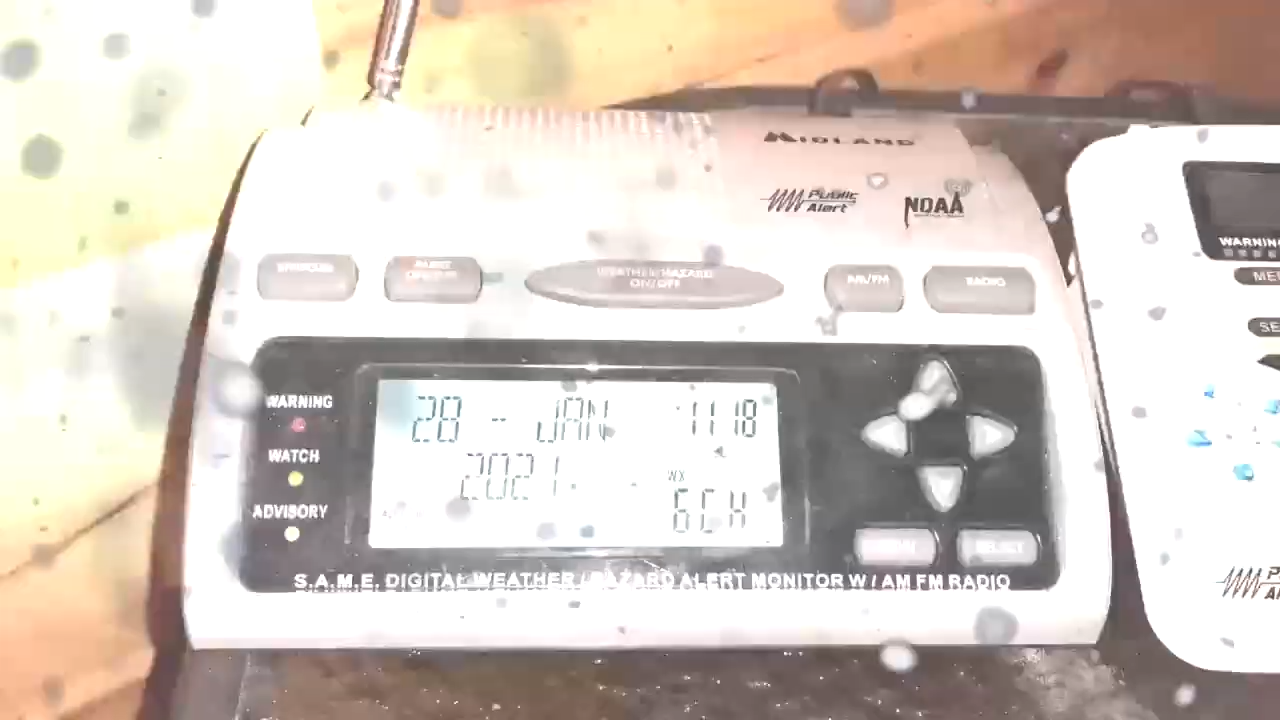 MIDLAND
Public Alert
NOAA
WEATHER/HAZARD
ON/OFF
AM/FM
RADIO
WARNING
WATCH
ADVISORY
28 - JAN 11 18
2021
WX
6CH
SELECT
S.A.M.E. DIGITAL WEATHER / HAZARD ALERT MONITOR W / AM FM RADIO